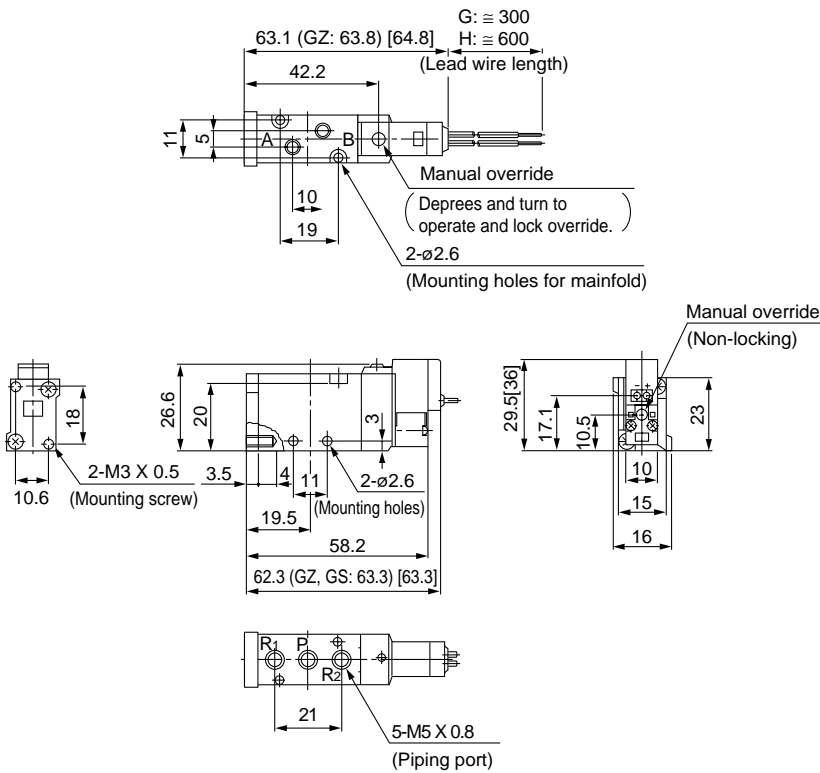 G: ≅ 300
63.1 (GZ: 63.8) [64.8]
H: ≅ 600
(Lead wire length)
42.2
11
5
A
B
10
19
Manual override
(Deprees and turn to
operate and lock override.)
2-ø2.6
(Mounting holes for mainfold)
Manual override
(Non-locking)
18
10.6
2-M3 X 0.5
(Mounting screw)
26.6
20
3
3.5
4
11
2-ø2.6
(Mounting holes)
19.5
58.2
62.3 (GZ, GS: 63.3) [63.3]
29.5[36]
17.1
10.5
- +
23
10
15
16
R1
P
R2
21
5-M5 X 0.8
(Piping port)